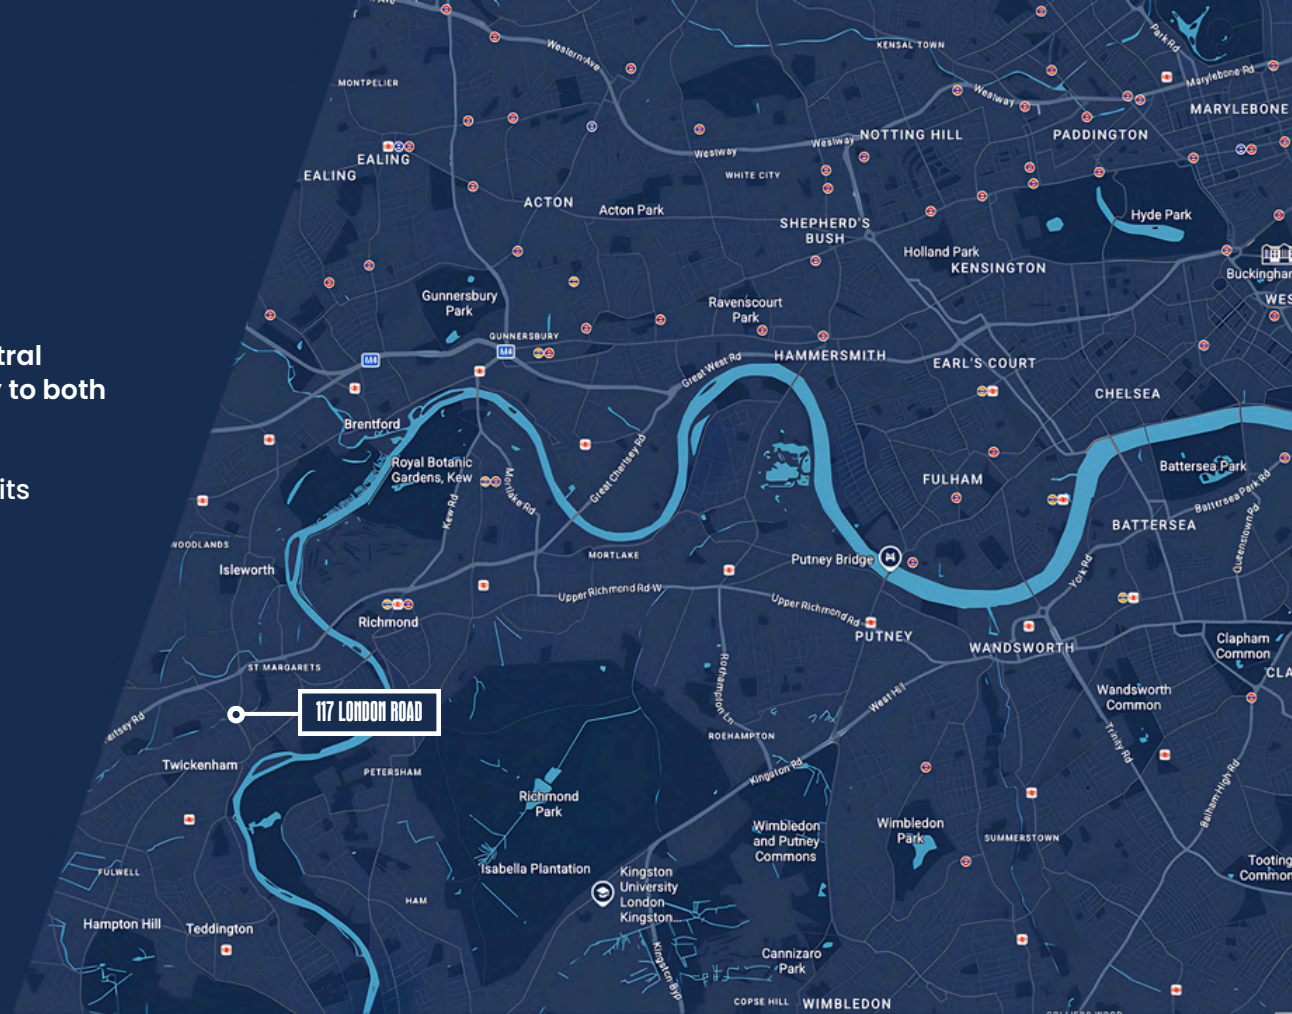 Western Ave
KENSAL TOWN
Park Rd
Marylebone Rd
MONTPELIER
Westway
MARYLEBONE
NOTTING HILL
PADDINGTON
Westway
Westway
EALING
EALING
WHITE CITY
ACTON
Acton Park
Hyde Park
SHEPHERD'S
BUSH
Holland Park
KENSINGTON
Buckingham
WES
Gunnersbury
Park
Ravenscourt
Park
GUNNERSBURY
tral
M4
M4
Great West Rd
HAMMERSMITH
EARL'S COURT
to both
CHELSEA
Brentford
Royal Botanic
Gardens, Kew
Great Chertsey Rd
Battersea Park
Mortlake Rd
Kew Rd
FULHAM
Battersea Park Rd
its
BATTERSEA
Queenstown Rd
WOODLANDS
MORTLAKE
Isleworth
Putney Bridge
York Rd
Upper Richmond Rd W
Upper Richmond Rd
Richmond
PUTNEY
WANDSWORTH
Clapham
Common
ST MARGARETS
CLA
Roehampton Ln
West Hill
Wandsworth
Common
117 LONDON ROAD
ertsey Rd
ROEHAMPTON
Trinity Rd
Twickenham
PETERSHAM
Kingston Rd
Balham High Rd
Richmond
Park
Wimbledon
and Putney
Commons
Wimbledon
Park
SUMMERSTOWN
Isabella Plantation
Tooting
Common
FULWELL
Kingston
University
London
Kingston...
HAM
Hampton Hill
Teddington
Kingston Byp
Cannizaro
Park
COPSE HILL
WIMBLEDON